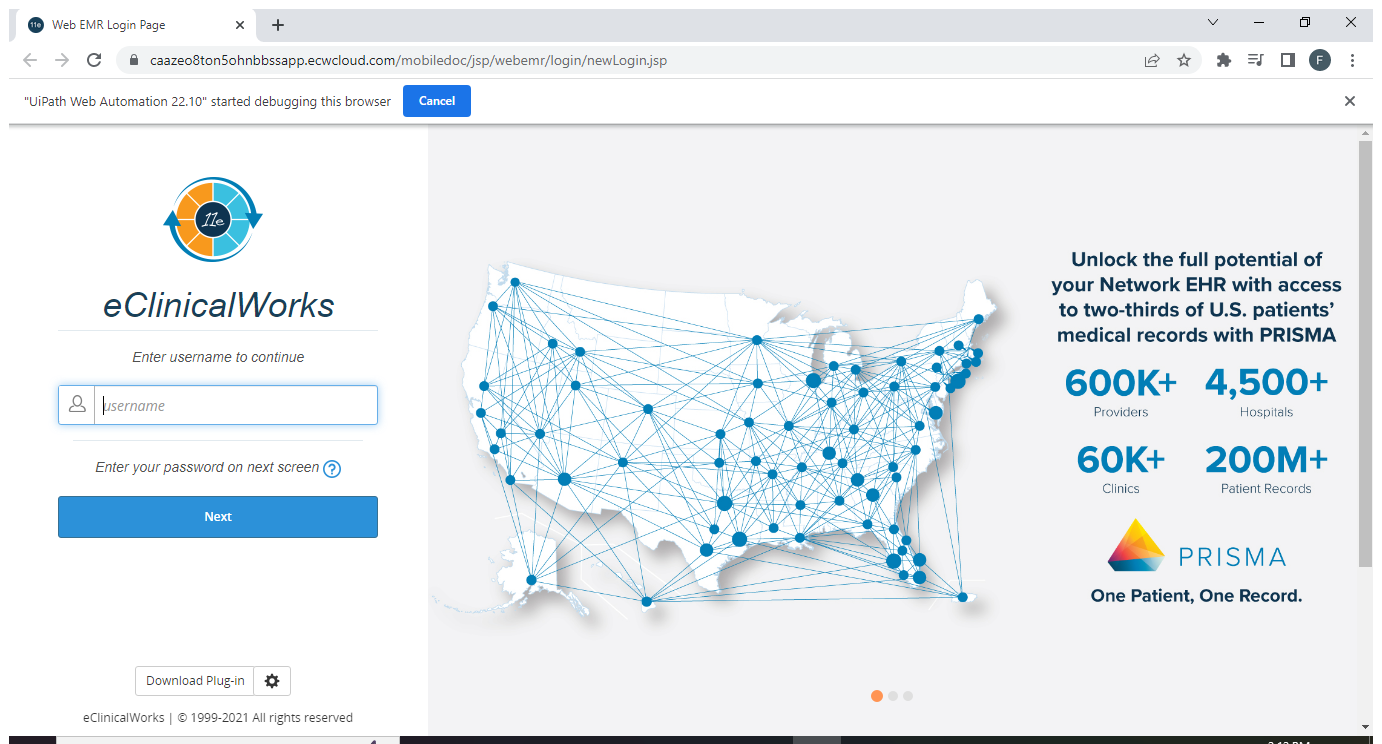 Web EMR Login Page
caazeo8ton5ohnbbssapp.ecwcloud.com/mobiledoc/jsp/webemr/login/newLogin.jsp
F
"UiPath Web Automation 22.10" started debugging this browser
Cancel
11e
eClinicalWorks
Enter username to continue
username
Enter your password on next screen ?
Next
Download Plug-in
eClinicalWorks | © 1999-2021 All rights reserved
Unlock the full potential of
your Network EHR with access
to two-thirds of U.S. patients’
medical records with PRISMA
600K+ 4,500+
Providers Hospitals
60K+ 200M+
Clinics Patient Records
PRISMA
One Patient, One Record.